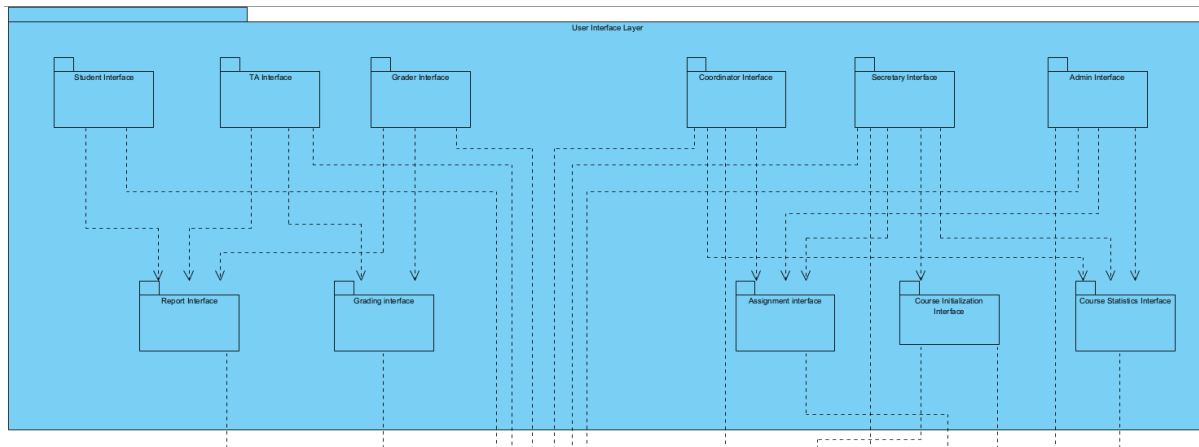 User Interface Layer
Student Interface
TA Interface
Grader Interface
Coordinator Interface
Secretary Interface
Admin Interface
Report Interface
Grading interface
Assignment interface
Course Initialization
Interface
Course Statistics Interface